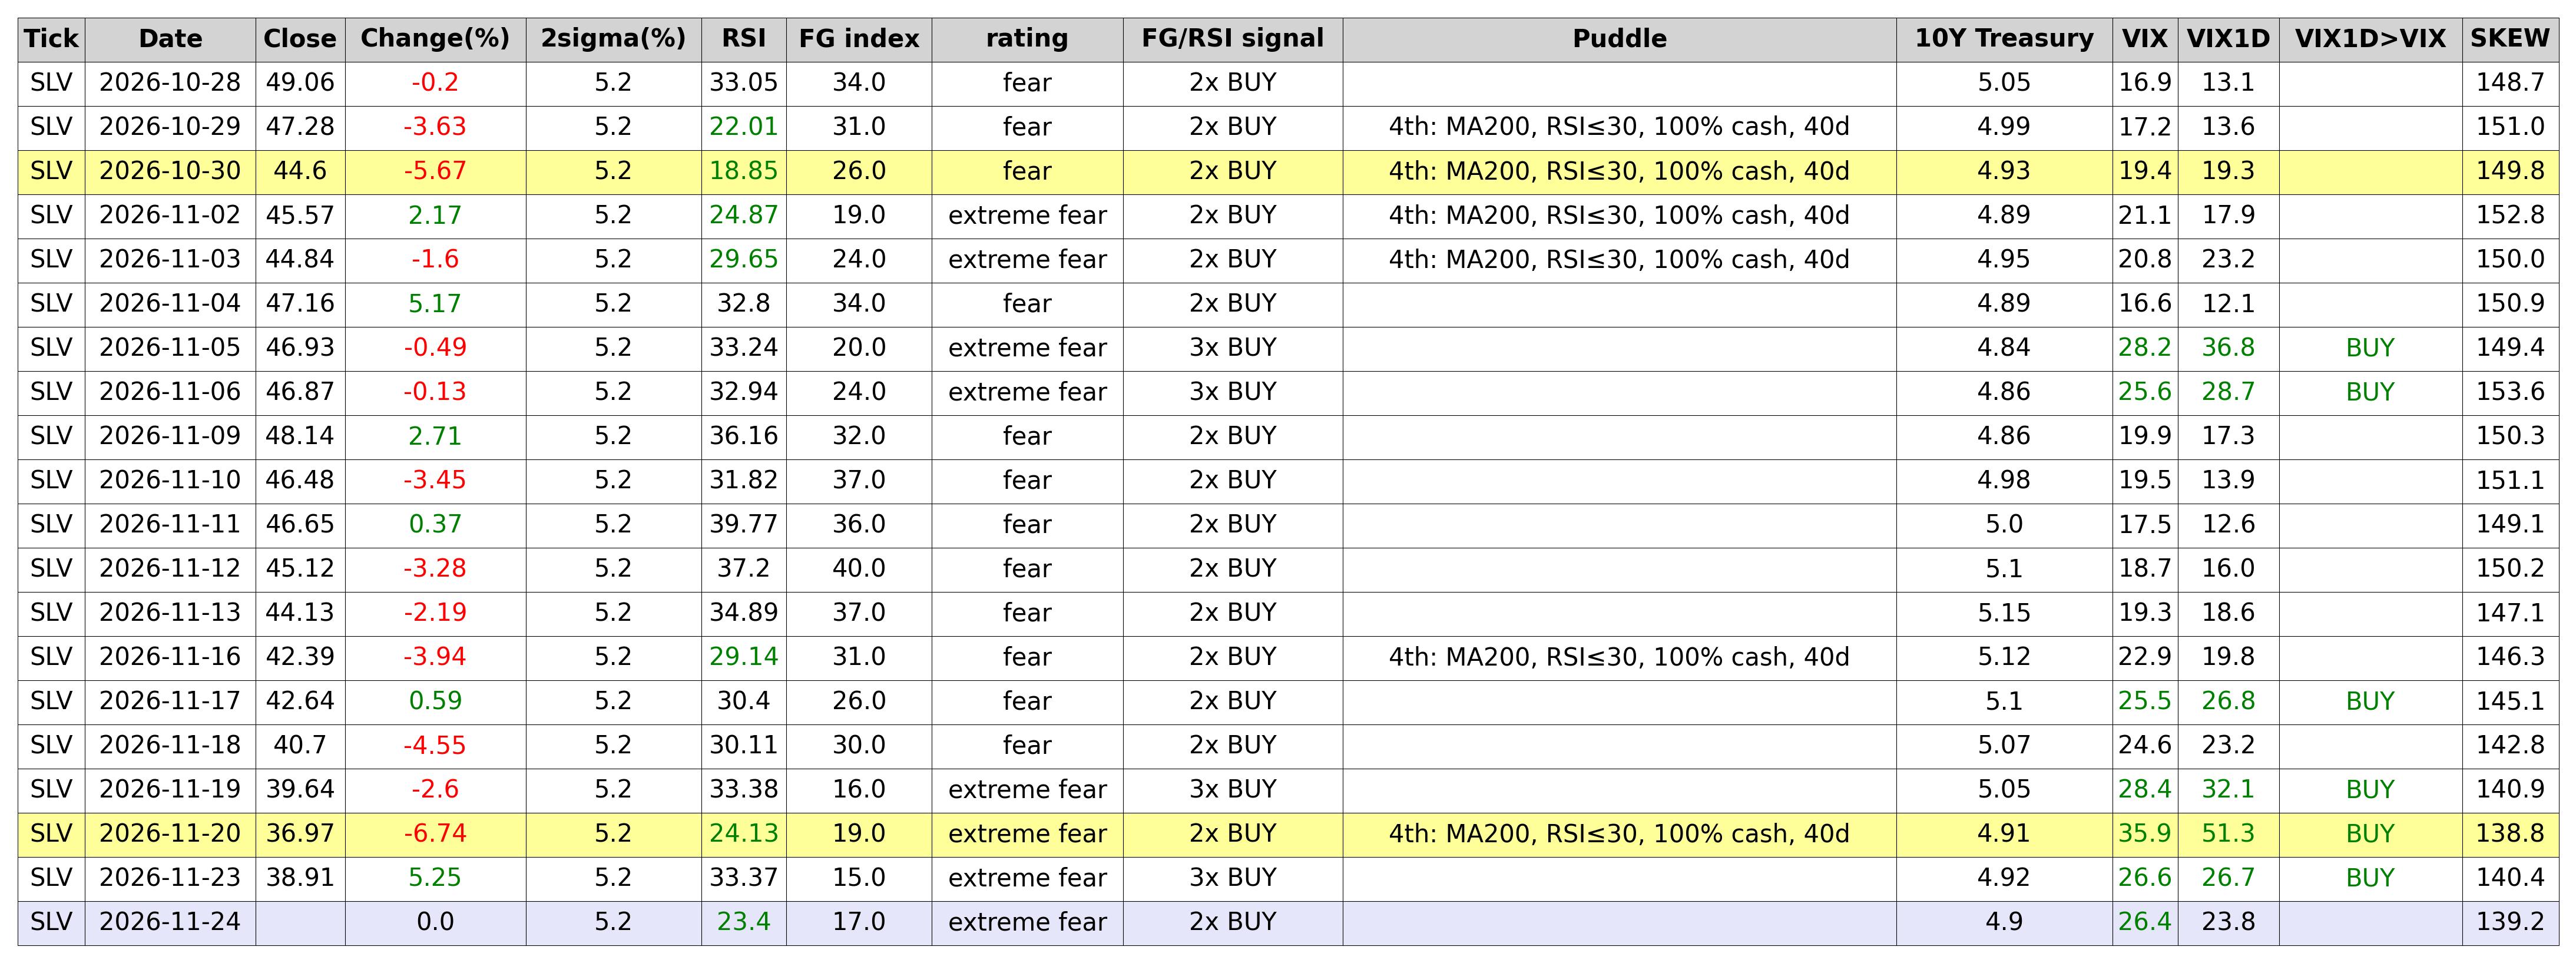 Tick Date Close Change(%) 2sigma(%) RSI FG index rating FG/RSI signal Puddle 10Y Treasury VIX VIX1D VIX1D>VIX SKEW
SLV 2026-10-28 49.06 -0.2 5.2 33.05 34.0 fear 2x BUY 5.05 16.9 13.1 148.7
SLV 2026-10-29 47.28 -3.63 5.2 22.01 31.0 fear 2x BUY 4th: MA200, RSI≤30, 100% cash, 40d 4.99 17.2 13.6 151.0
SLV 2026-10-30 44.6 -5.67 5.2 18.85 26.0 fear 2x BUY 4th: MA200, RSI≤30, 100% cash, 40d 4.93 19.4 19.3 149.8
SLV 2026-11-02 45.57 2.17 5.2 24.87 19.0 extreme fear 2x BUY 4th: MA200, RSI≤30, 100% cash, 40d 4.89 21.1 17.9 152.8
SLV 2026-11-03 44.84 -1.6 5.2 29.65 24.0 extreme fear 2x BUY 4th: MA200, RSI≤30, 100% cash, 40d 4.95 20.8 23.2 150.0
SLV 2026-11-04 47.16 5.17 5.2 32.8 34.0 fear 2x BUY 4.89 16.6 12.1 150.9
SLV 2026-11-05 46.93 -0.49 5.2 33.24 20.0 extreme fear 3x BUY 4.84 28.2 36.8 BUY 149.4
SLV 2026-11-06 46.87 -0.13 5.2 32.94 24.0 extreme fear 3x BUY 4.86 25.6 28.7 BUY 153.6
SLV 2026-11-09 48.14 2.71 5.2 36.16 32.0 fear 2x BUY 4.86 19.9 17.3 150.3
SLV 2026-11-10 46.48 -3.45 5.2 31.82 37.0 fear 2x BUY 4.98 19.5 13.9 151.1
SLV 2026-11-11 46.65 0.37 5.2 39.77 36.0 fear 2x BUY 5.0 17.5 12.6 149.1
SLV 2026-11-12 45.12 -3.28 5.2 37.2 40.0 fear 2x BUY 5.1 18.7 16.0 150.2
SLV 2026-11-13 44.13 -2.19 5.2 34.89 37.0 fear 2x BUY 5.15 19.3 18.6 147.1
SLV 2026-11-16 42.39 -3.94 5.2 29.14 31.0 fear 2x BUY 4th: MA200, RSI≤30, 100% cash, 40d 5.12 22.9 19.8 146.3
SLV 2026-11-17 42.64 0.59 5.2 30.4 26.0 fear 2x BUY 5.1 25.5 26.8 BUY 145.1
SLV 2026-11-18 40.7 -4.55 5.2 30.11 30.0 fear 2x BUY 5.07 24.6 23.2 142.8
SLV 2026-11-19 39.64 -2.6 5.2 33.38 16.0 extreme fear 3x BUY 5.05 28.4 32.1 BUY 140.9
SLV 2026-11-20 36.97 -6.74 5.2 24.13 19.0 extreme fear 2x BUY 4th: MA200, RSI≤30, 100% cash, 40d 4.91 35.9 51.3 BUY 138.8
SLV 2026-11-23 38.91 5.25 5.2 33.37 15.0 extreme fear 3x BUY 4.92 26.6 26.7 BUY 140.4
SLV 2026-11-24 0.0 5.2 23.4 17.0 extreme fear 2x BUY 4.9 26.4 23.8 139.2